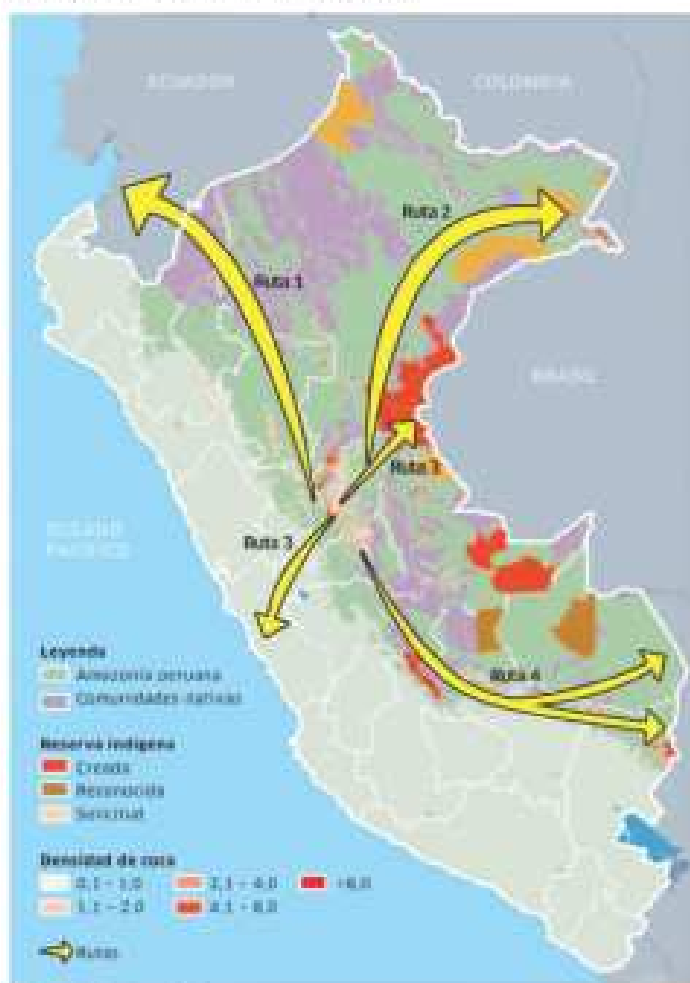 ECUADOR
COLOMBIA
Ruta 2
Ruta 1
BRASIL
Ruta 3
OCÉANO
PACÍFICO
Ruta 3
Ruta 4
Leyenda
Amazonía peruana
Comunidades nativas
Reserva indígena
Creada
Reconocida
Solicitud
Densidad de coca
0,1 - 1,0
2,1 - 4,0
>8,0
1,1 - 2,0
4,1 - 8,0
Rutas